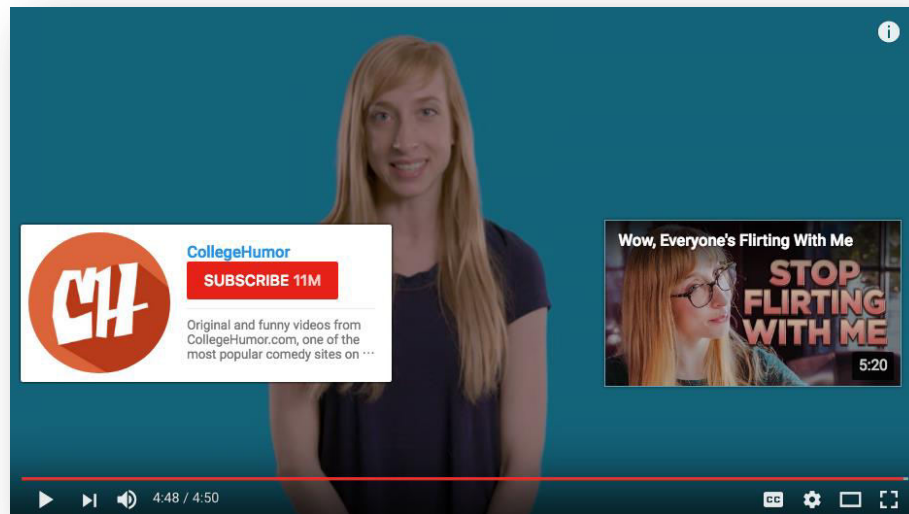 CH
CollegeHumor
SUBSCRIBE 11M
Original and funny videos from
CollegeHumor.com, one of the
most popular comedy sites on ...
Wow, Everyone's Flirting With Me
STOP
FLIRTING
WITH ME
5:20
4:48 / 4:50
CC